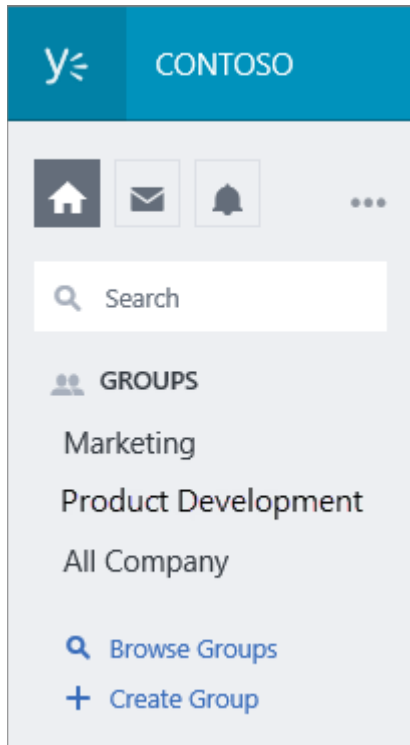 y
CONTOSO
Search
GROUPS
Marketing
Product Development
All Company
Browse Groups
Create Group